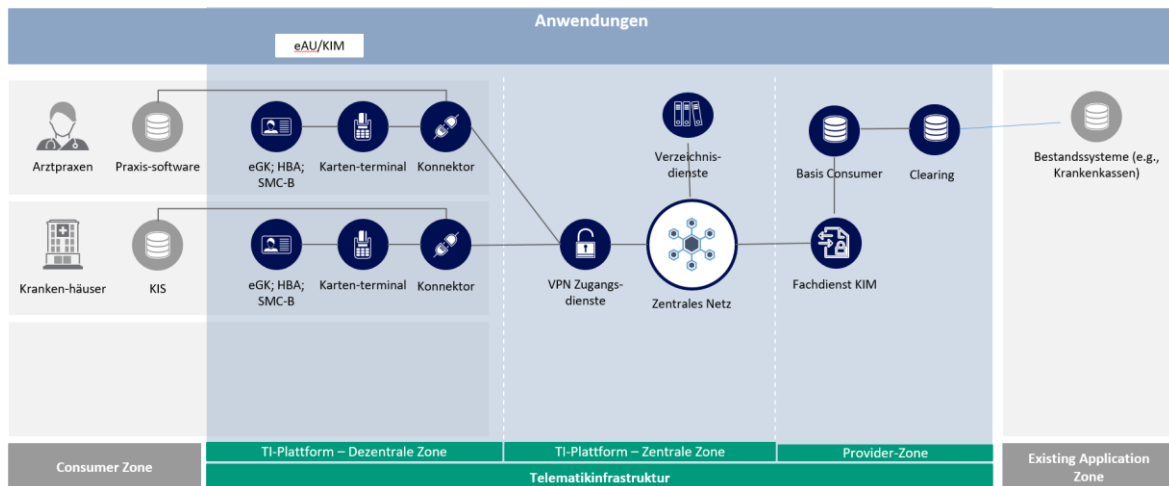 Anwendungen
eAU/KIM
Arztpraxen
Praxis-software
eGK; HBA;
SMC-B
Karten-terminal
Konnektor
Verzeichnis-
dienste
Basis Consumer
Clearing
Bestandssysteme (e.g.,
Krankenkassen)
Kranken-häuser
KIS
eGK; HBA;
SMC-B
Karten-terminal
Konnektor
VPN Zugangs-
dienste
Zentrales Netz
Fachdienst KIM
Consumer Zone
TI-Plattform – Dezentrale Zone
TI-Plattform – Zentrale Zone
Provider-Zone
Existing Application
Zone
Telematikinfrastruktur